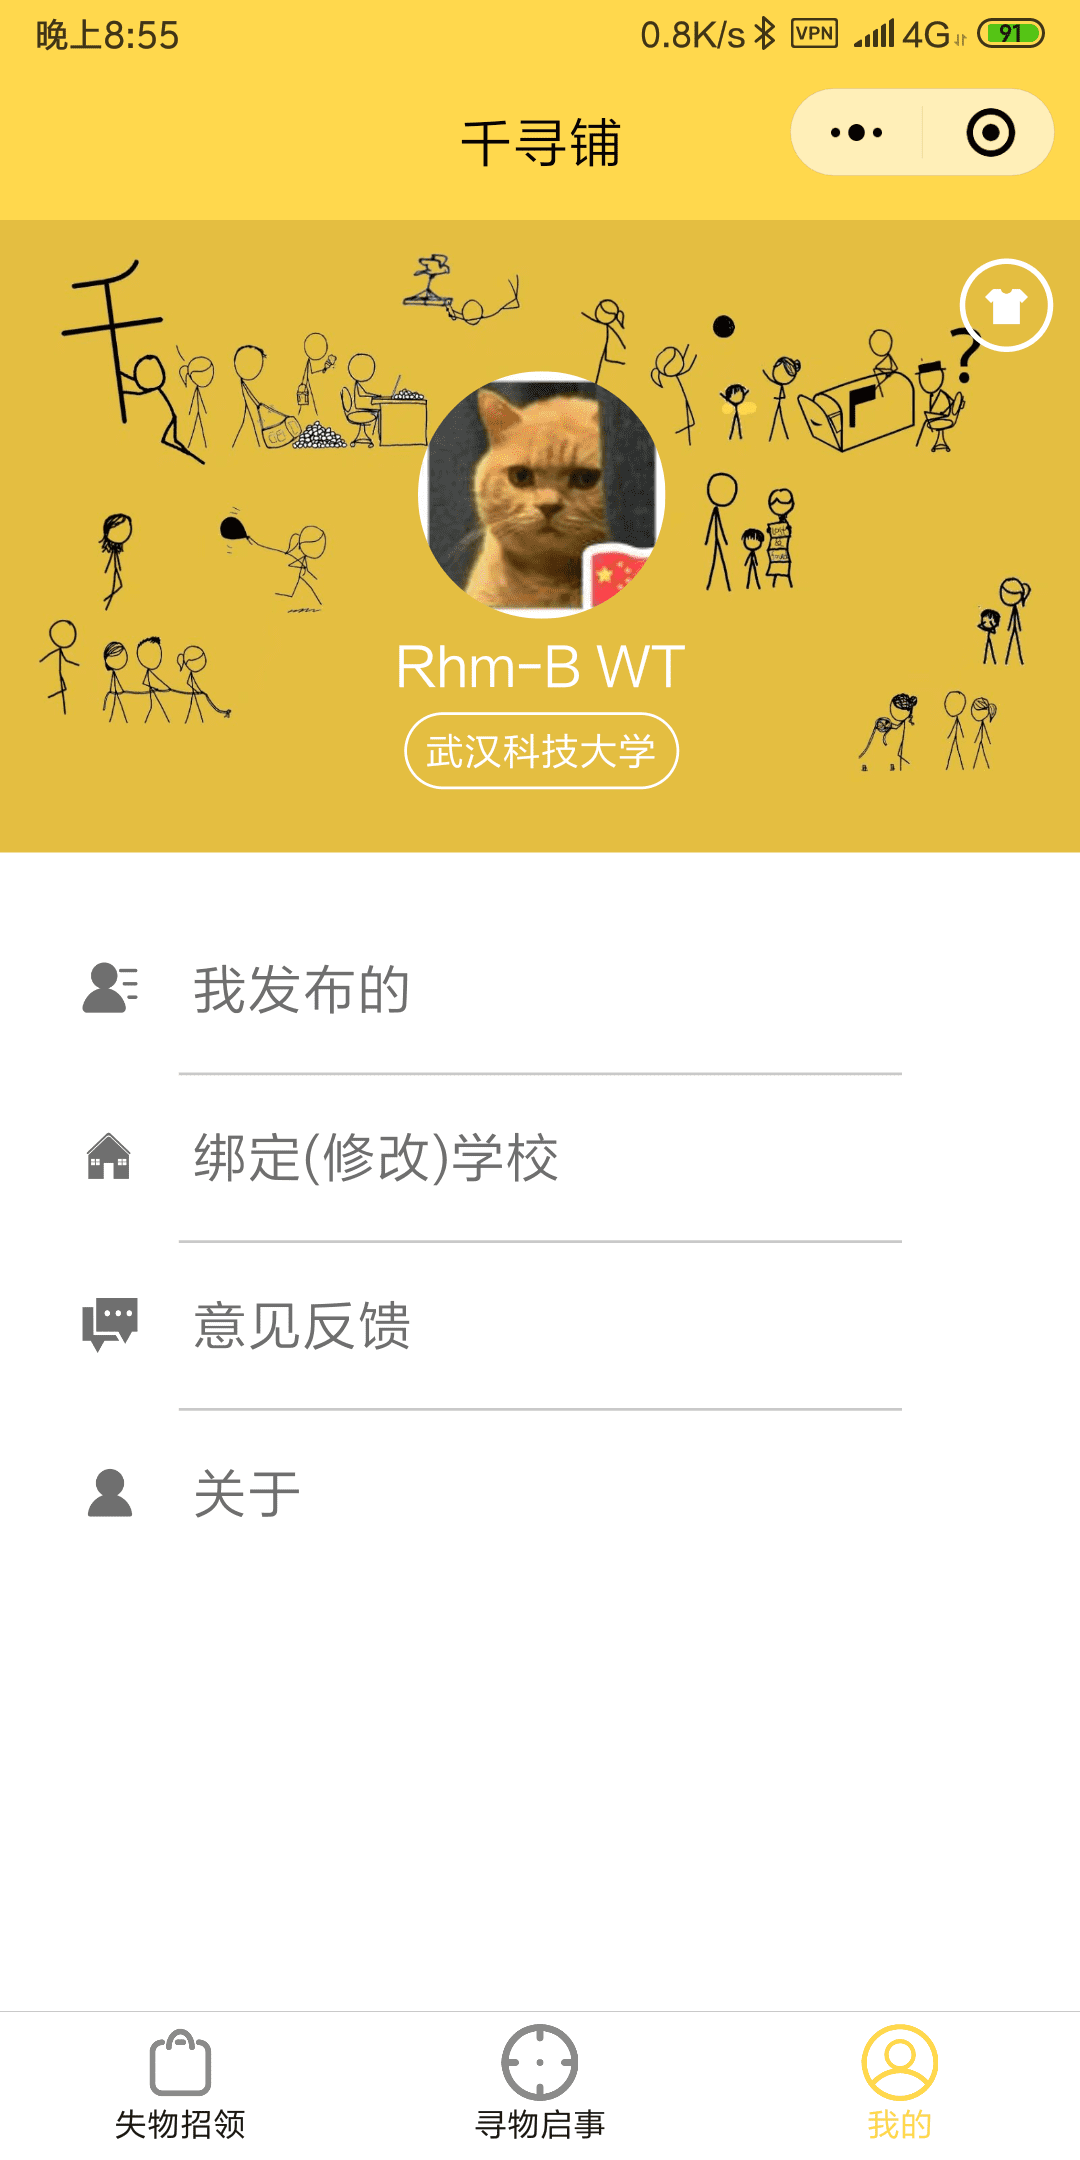 晚上8:55 0.8K/s VPN 4G 91
千寻铺
千
?
Rhm-B WT
武汉科技大学
我发布的
绑定(修改)学校
意见反馈
关于
失物招领 寻物启事 我的